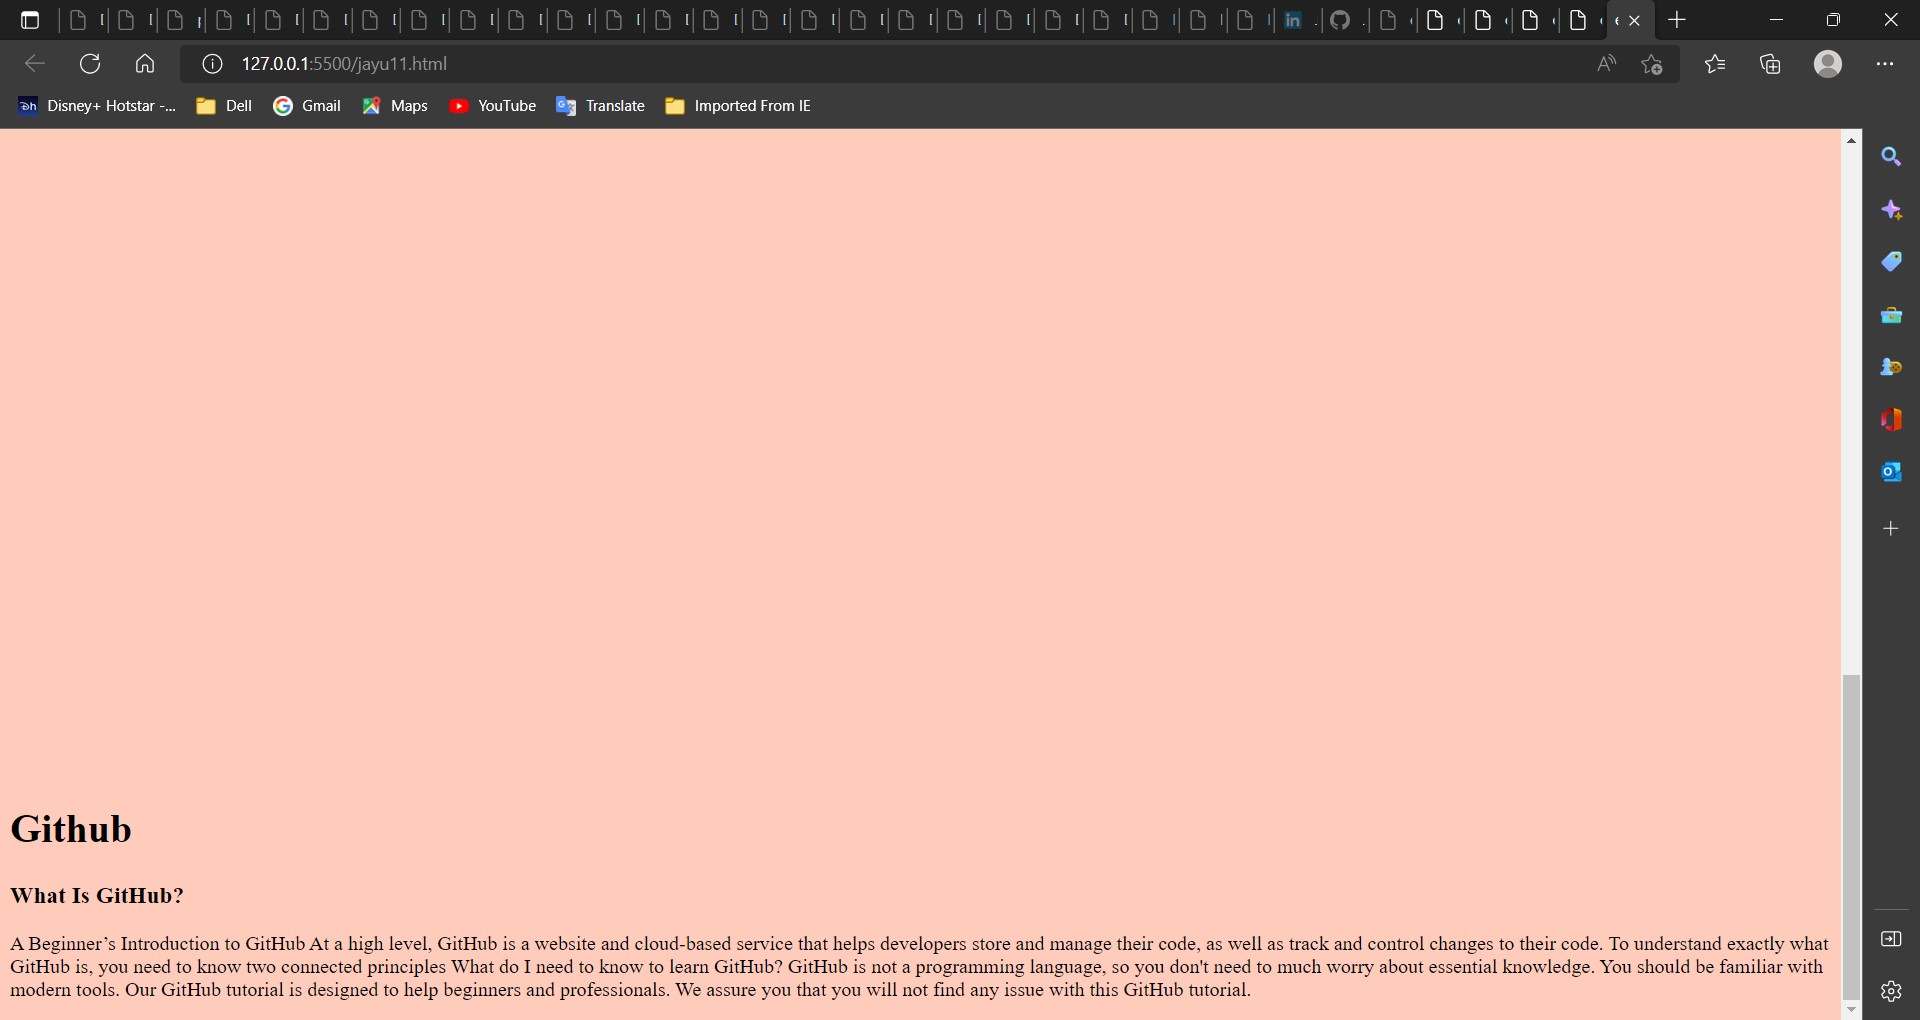 127.0.0.1:5500/jayu11.html
Disney+ Hotstar -...
Dell
Gmail
Maps
YouTube
Translate
Imported From IE
Github
What Is GitHub?
A Beginner’s Introduction to GitHub At a high level, GitHub is a website and cloud-based service that helps developers store and manage their code, as well as track and control changes to their code. To understand exactly what
GitHub is, you need to know two connected principles What do I need to know to learn GitHub? GitHub is not a programming language, so you don't need to much worry about essential knowledge. You should be familiar with
modern tools. Our GitHub tutorial is designed to help beginners and professionals. We assure you that you will not find any issue with this GitHub tutorial.